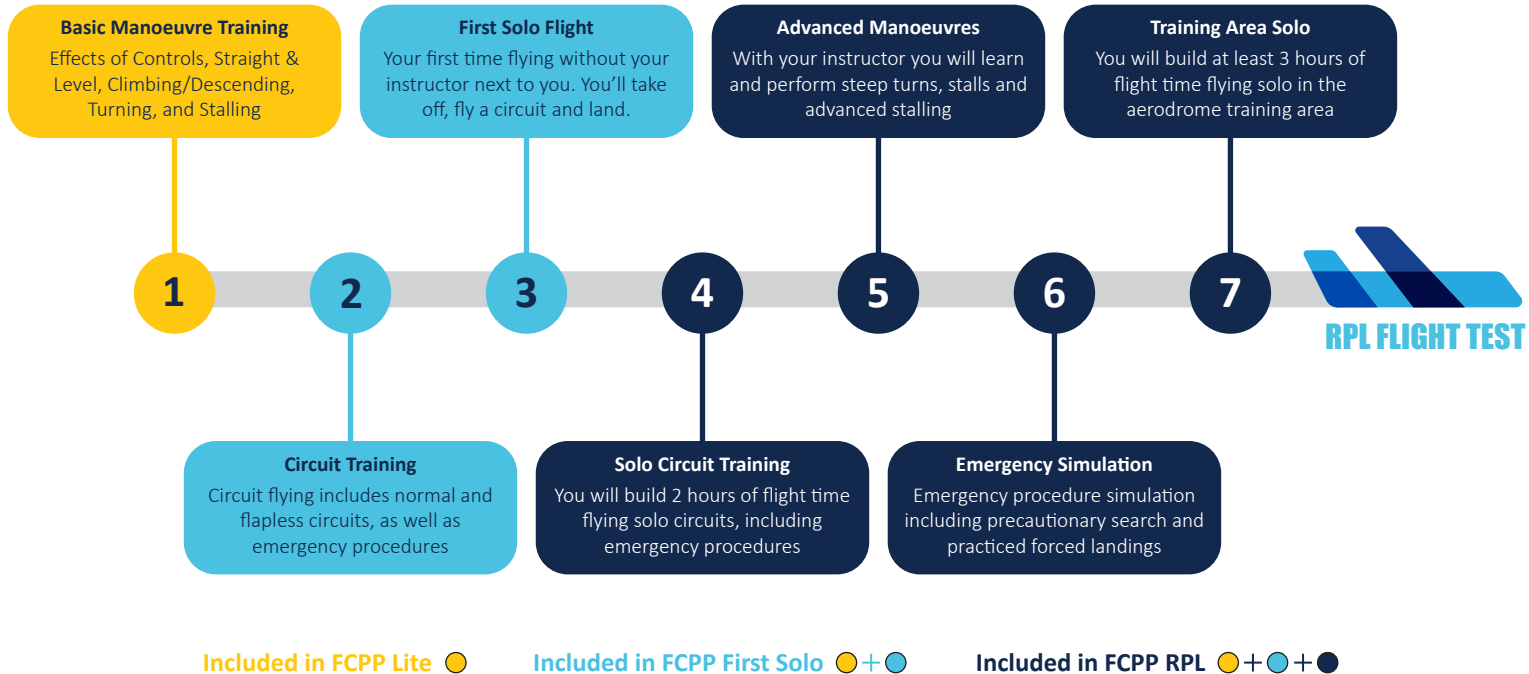 Basic Manoeuvre Training
Effects of Controls, Straight &
Level, Climbing/Descending,
Turning, and Stalling
First Solo Flight
Your first time flying without your
instructor next to you. You’ll take
off, fly a circuit and land.
Advanced Manoeuvres
With your instructor you will learn
and perform steep turns, stalls and
advanced stalling
Training Area Solo
You will build at least 3 hours of
flight time flying solo in the
aerodrome training area
1
2
3
4
5
6
7
RPL FLIGHT TEST
Circuit Training
Circuit flying includes normal and
flapless circuits, as well as
emergency procedures
Solo Circuit Training
You will build 2 hours of flight time
flying solo circuits, including
emergency procedures
Emergency Simulation
Emergency procedure simulation
including precautionary search and
practiced forced landings
Included in FCPP Lite
Included in FCPP First Solo +
Included in FCPP RPL + +